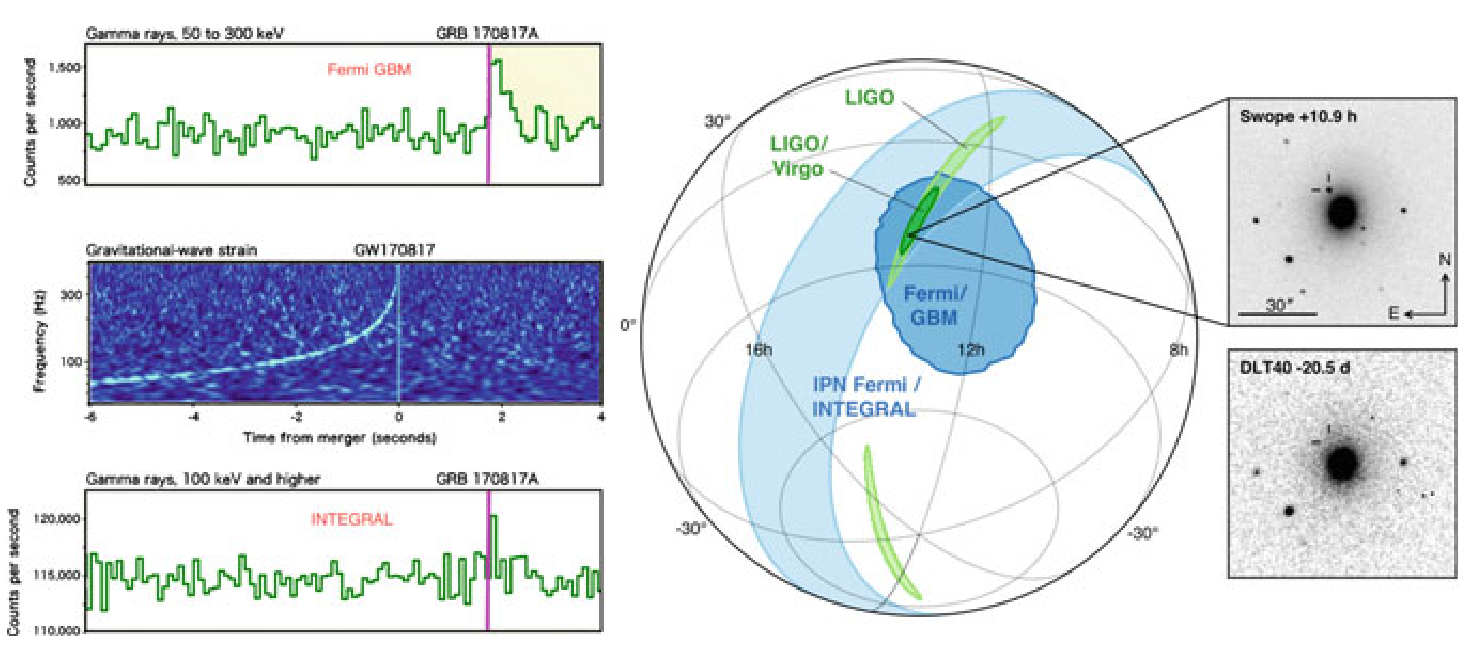 Gamma rays, 50 to 300 keV GRB 170817A
Fermi GBM
Counts per second
1,500
1,000
500
Gravitational-wave strain GW170817
Frequency (Hz)
300
100
-6 -4 -2 0 2 4
Time from merger (seconds)
Gamma rays, 100 keV and higher GRB 170817A
INTEGRAL
Counts per second
120,000
115,000
110,000
LIGO
LIGO/
Virgo
Fermi/
GBM
IPN Fermi /
INTEGRAL
30°
0°
-30°
-30°
16h
12h
8h
Swope +10.9 h
30"
N
E
DLT40 -20.5 d